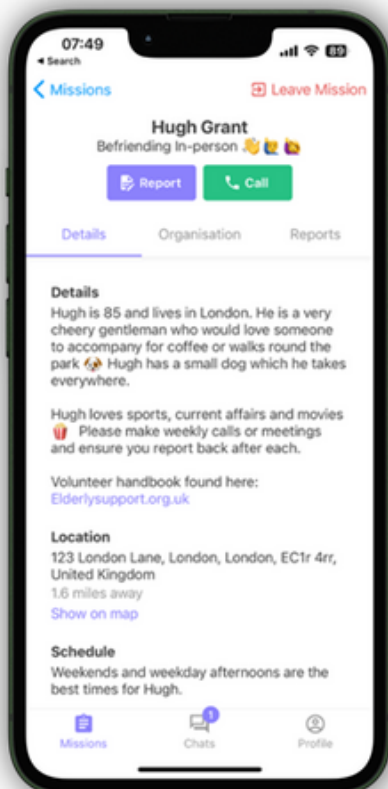 07:49
◀ Search
89
Missions
Leave Mission
Hugh Grant
Befriending In-person 👋🙋‍♂️🙋‍♀️
Report
Call
Details
Organisation
Reports
Details
Hugh is 85 and lives in London. He is a very
cheery gentleman who would love someone
to accompany for coffee or walks round the
park 🐶 Hugh has a small dog which he takes
everywhere.
Hugh loves sports, current affairs and movies
🍿 Please make weekly calls or meetings
and ensure you report back after each.
Volunteer handbook found here:
Elderlysupport.org.uk
Location
123 London Lane, London, London, EC1r 4rr,
United Kingdom
1.6 miles away
Show on map
Schedule
Weekends and weekday afternoons are the
best times for Hugh.
1
Missions
Chats
Profile